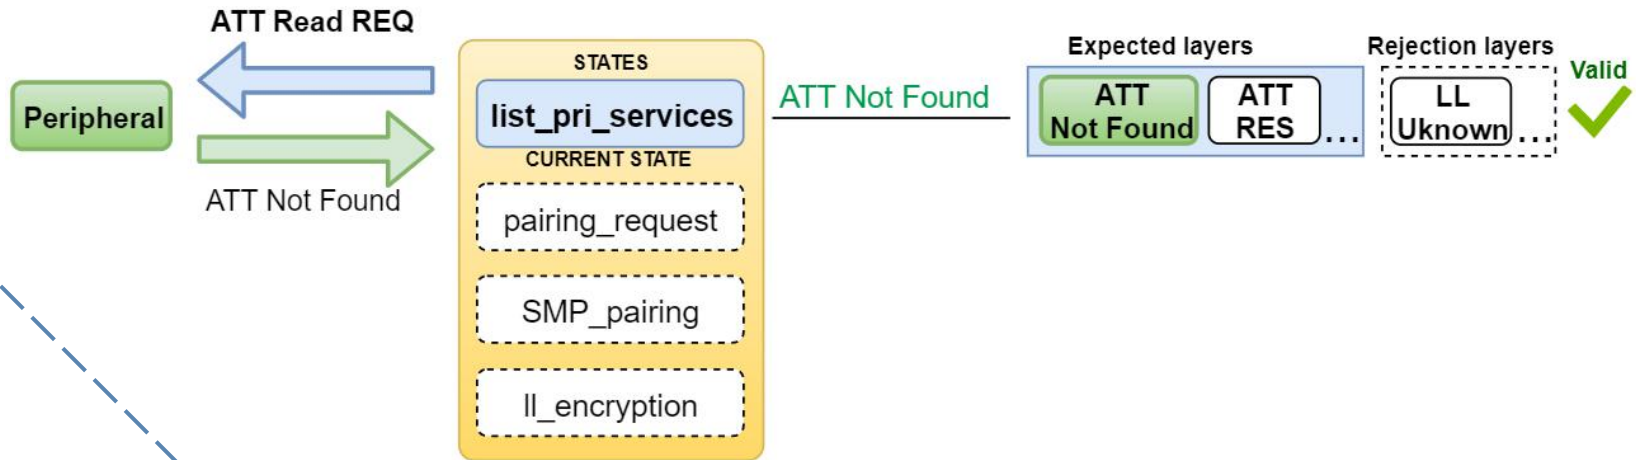 ATT Read REQ
Peripheral
ATT Not Found
STATES
list_pri_services
CURRENT STATE
pairing_request
SMP_pairing
ll_encryption
ATT Not Found
Expected layers
ATT
Not Found
ATT
RES
...
Rejection layers
LL
Uknown
...
Valid